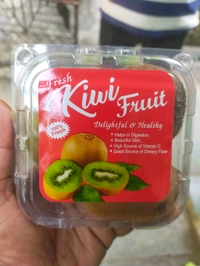 Fresh
Kiwi
Fruit
Delightful & Healthy
• Helps in Digestion.
• Beautiful Skin.
• High Source of Vitamin C
• Good Source of Dietary Fiber